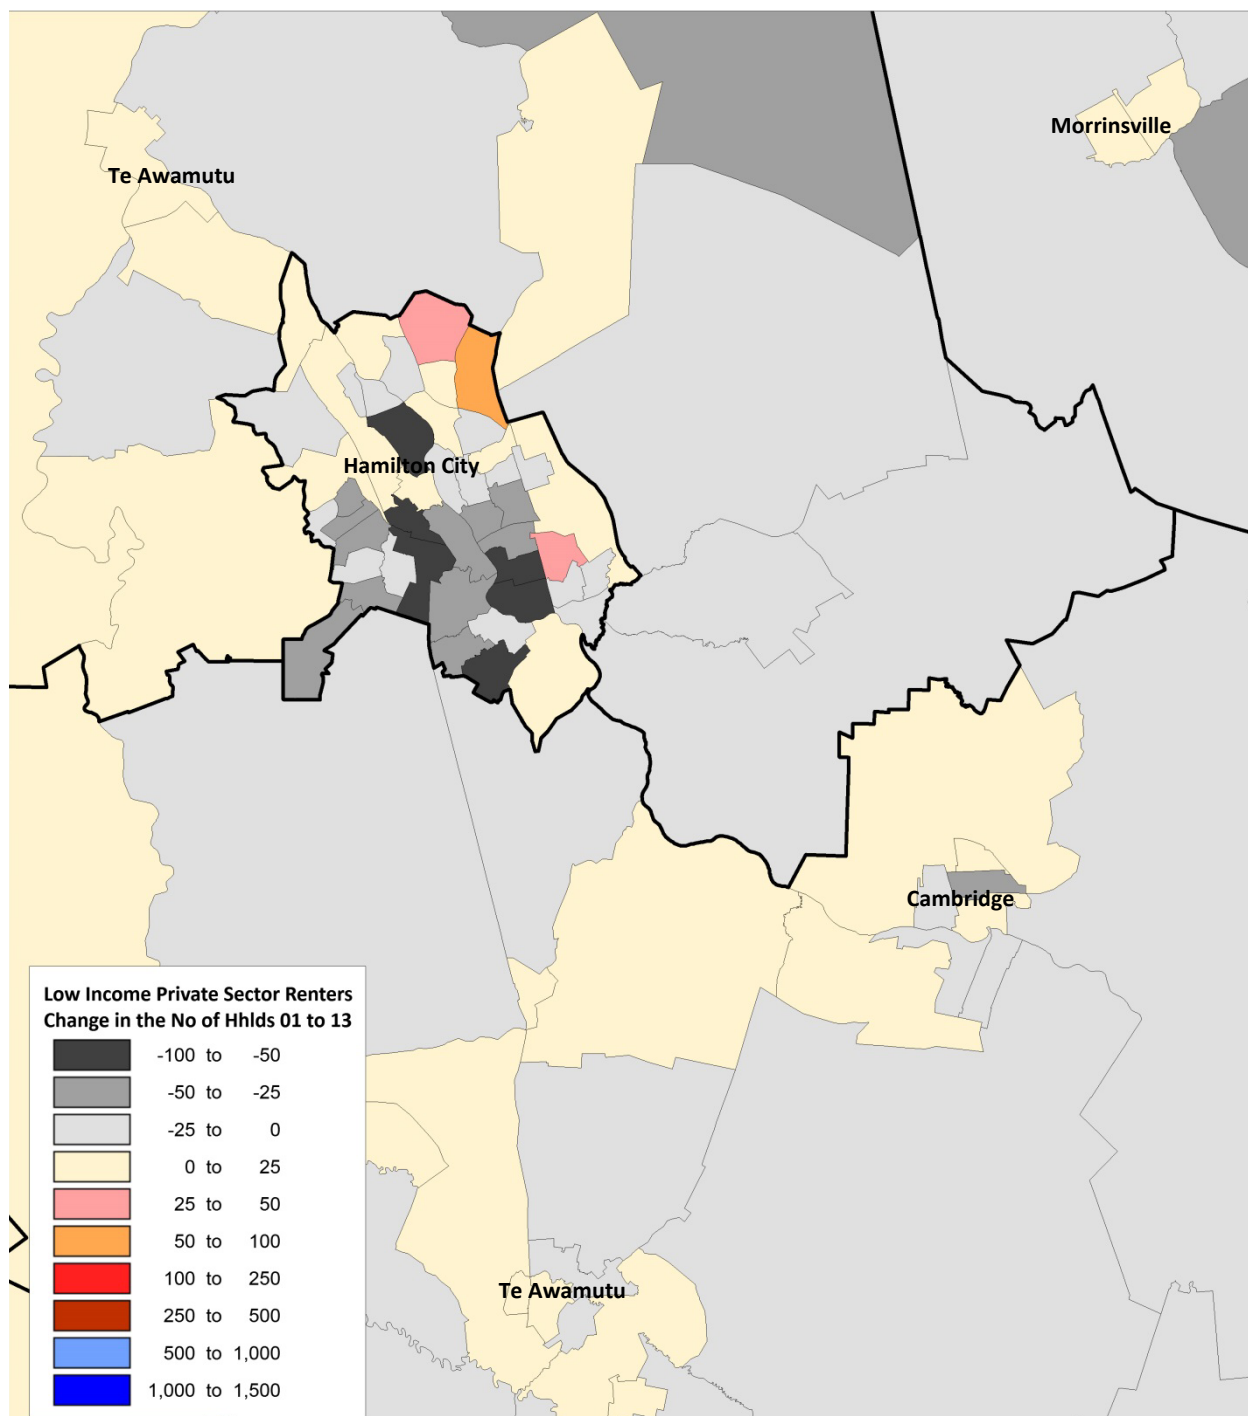 Morrinsville
Te Awamutu
Hamilton City
Cambridge
Low Income Private Sector Renters
Change in the No of Hhlds 01 to 13
-100 to -50
-50 to -25
-25 to 0
0 to 25
25 to 50
50 to 100
100 to 250
250 to 500
500 to 1,000
1,000 to 1,500
Te Awamutu